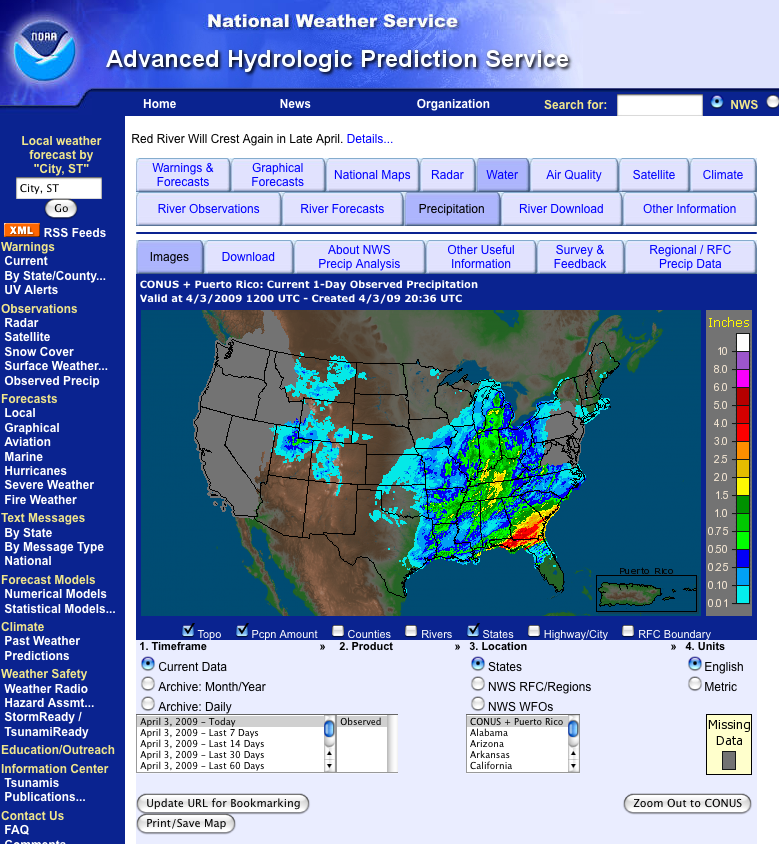 National Weather Service
NOAA
Advanced Hydrologic Prediction Service
Home News Organization Search for: NWS
Local weather
forecast by
"City, ST"
City, ST
Go
XML RSS Feeds
Warnings
Current
By State/County...
UV Alerts
Observations
Radar
Satellite
Snow Cover
Surface Weather...
Observed Precip
Forecasts
Local
Graphical
Aviation
Marine
Hurricanes
Severe Weather
Fire Weather
Text Messages
By State
By Message Type
National
Forecast Models
Numerical Models
Statistical Models...
Climate
Past Weather
Predictions
Weather Safety
Weather Radio
Hazard Assmt...
StormReady /
TsunamiReady
Education/Outreach
Information Center
Tsunamis
Publications...
Contact Us
FAQ
Comments
Red River Will Crest Again in Late April. Details...
Warnings &
Forecasts
Graphical
Forecasts
National Maps
Radar
Water
Air Quality
Satellite
Climate
River Observations
River Forecasts
Precipitation
River Download
Other Information
Images
Download
About NWS
Precip Analysis
Other Useful
Information
Survey &
Feedback
Regional / RFC
Precip Data
CONUS + Puerto Rico: Current 1-Day Observed Precipitation
Valid at 4/3/2009 1200 UTC - Created 4/3/09 20:36 UTC
Inches
10
8.0
6.0
5.0
4.0
3.0
2.5
2.0
1.5
1.0
0.75
0.50
0.25
0.10
0.01
Puerto Rico
Topo Pcpn Amount Counties Rivers States Highway/City RFC Boundary
1. Timeframe » 2. Product » 3. Location » 4. Units
Current Data
Archive: Month/Year
Archive: Daily
States
NWS RFC/Regions
NWS WFOs
English
Metric
April 3, 2009 - Today
April 3, 2009 - Last 7 Days
April 3, 2009 - Last 14 Days
April 3, 2009 - Last 30 Days
April 3, 2009 - Last 60 Days
Observed
CONUS + Puerto Rico
Alabama
Arizona
Arkansas
California
Missing
Data
Update URL for Bookmarking
Zoom Out to CONUS
Print/Save Map